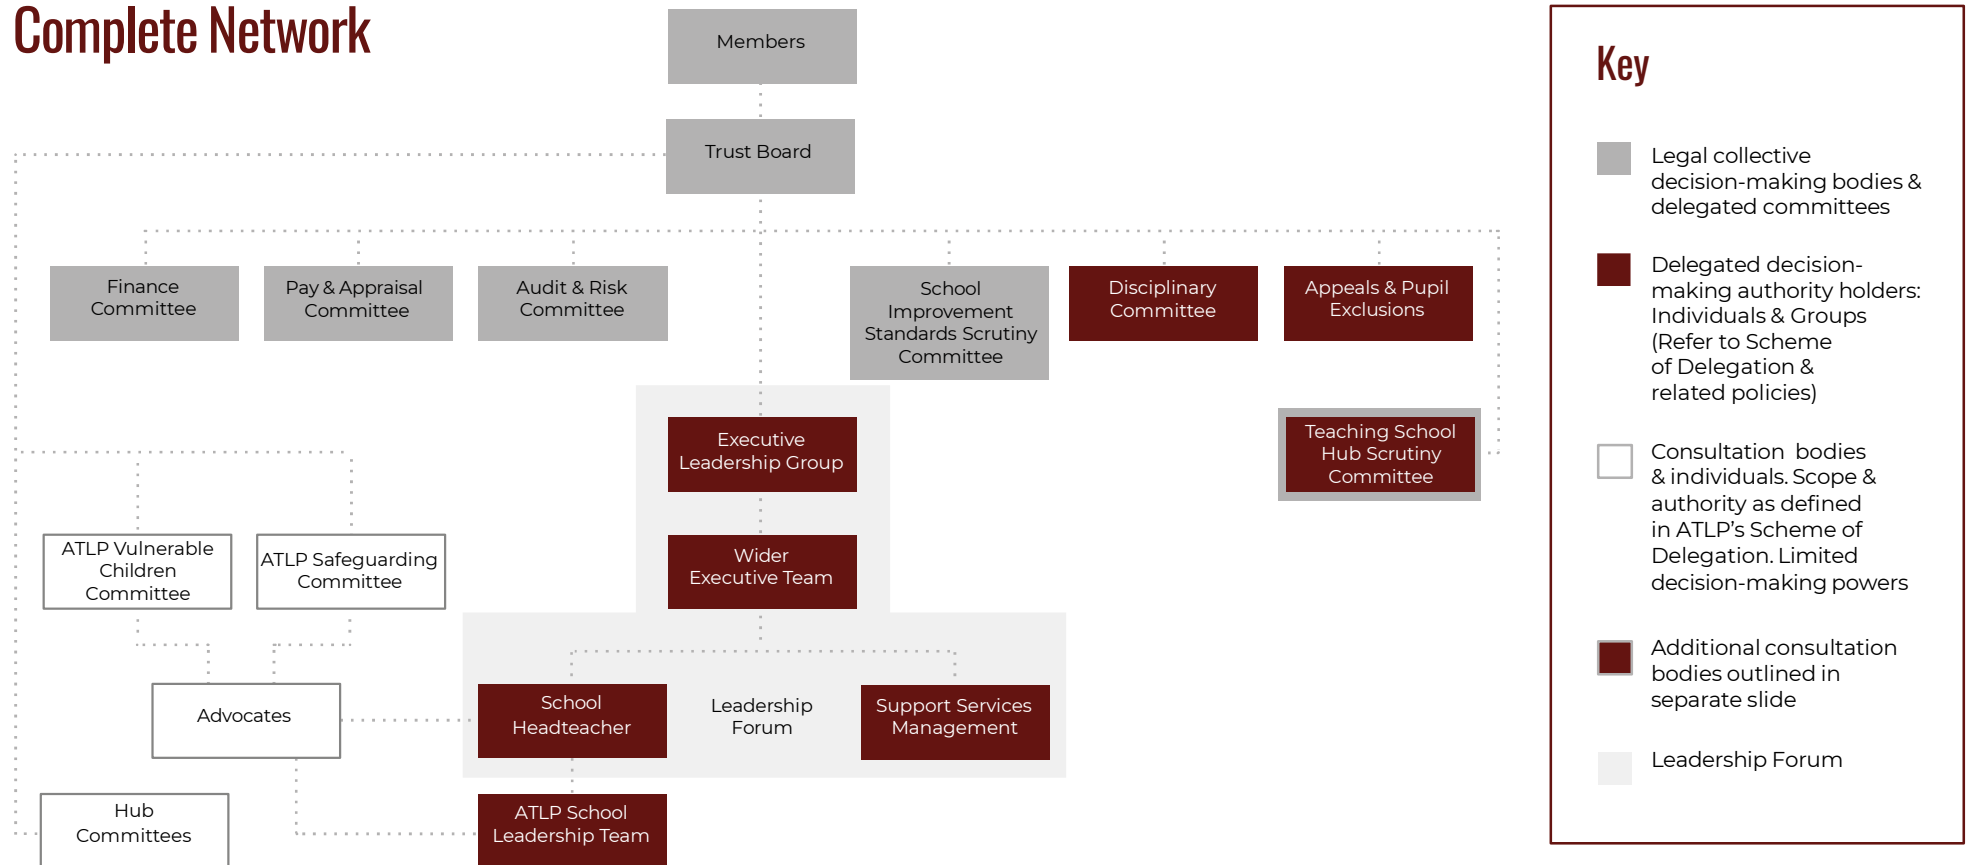 Complete Network
Members
Trust Board
Finance
Committee
Pay & Appraisal
Committee
Audit & Risk
Committee
School
Improvement
Standards Scrutiny
Committee
Disciplinary
Committee
Appeals & Pupil
Exclusions
Executive
Leadership Group
Teaching School
Hub Scrutiny
Committee
ATLP Vulnerable
Children
Committee
ATLP Safeguarding
Committee
Wider
Executive Team
Advocates
School
Headteacher
Leadership
Forum
Support Services
Management
Hub
Committees
ATLP School
Leadership Team
Key
Legal collective
decision-making bodies &
delegated committees
Delegated decision-
making authority holders:
Individuals & Groups
(Refer to Scheme
of Delegation &
related policies)
Consultation bodies
& individuals. Scope &
authority as defined
in ATLP's Scheme of
Delegation. Limited
decision-making powers
Additional consultation
bodies outlined in
separate slide
Leadership Forum